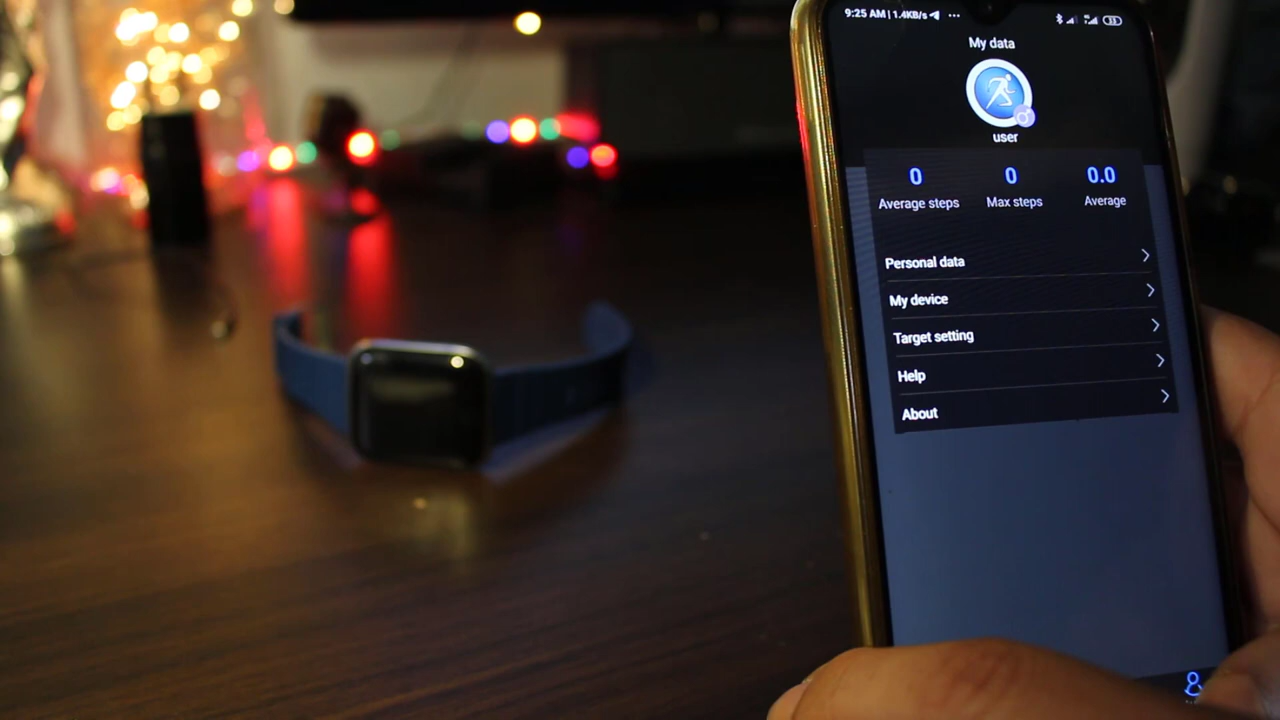 9:25 AM | 1.4KB/s ...
My data
user
0 0 0.0
Average steps Max steps Average
Personal data
My device
Target setting
Help
About